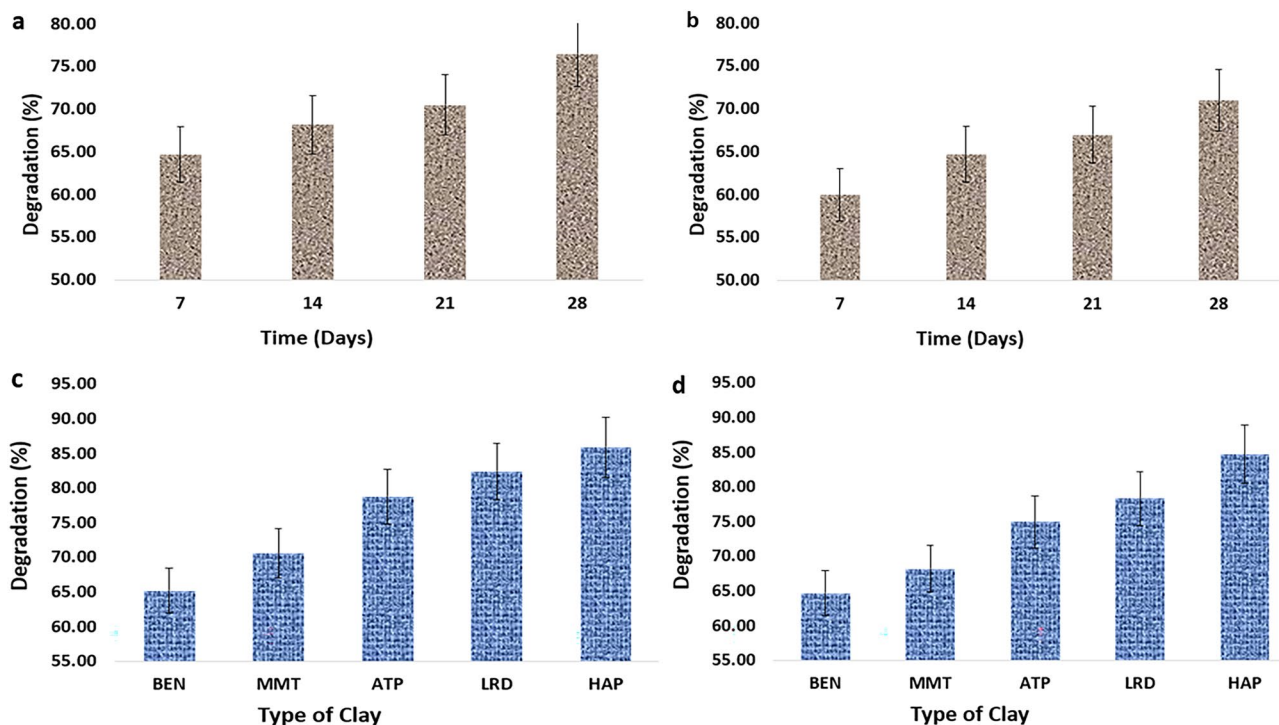 a
80.00
75.00
70.00
65.00
60.00
55.00
50.00
Degradation (%)
7 14 21 28
Time (Days)
b
80.00
75.00
70.00
65.00
60.00
55.00
50.00
Degradation (%)
7 14 21 28
Time (Days)
c
95.00
90.00
85.00
80.00
75.00
70.00
65.00
60.00
55.00
Degradation (%)
BEN MMT ATP LRD HAP
Type of Clay
d
95.00
90.00
85.00
80.00
75.00
70.00
65.00
60.00
55.00
Degradation (%)
BEN MMT ATP LRD HAP
Type of Clay